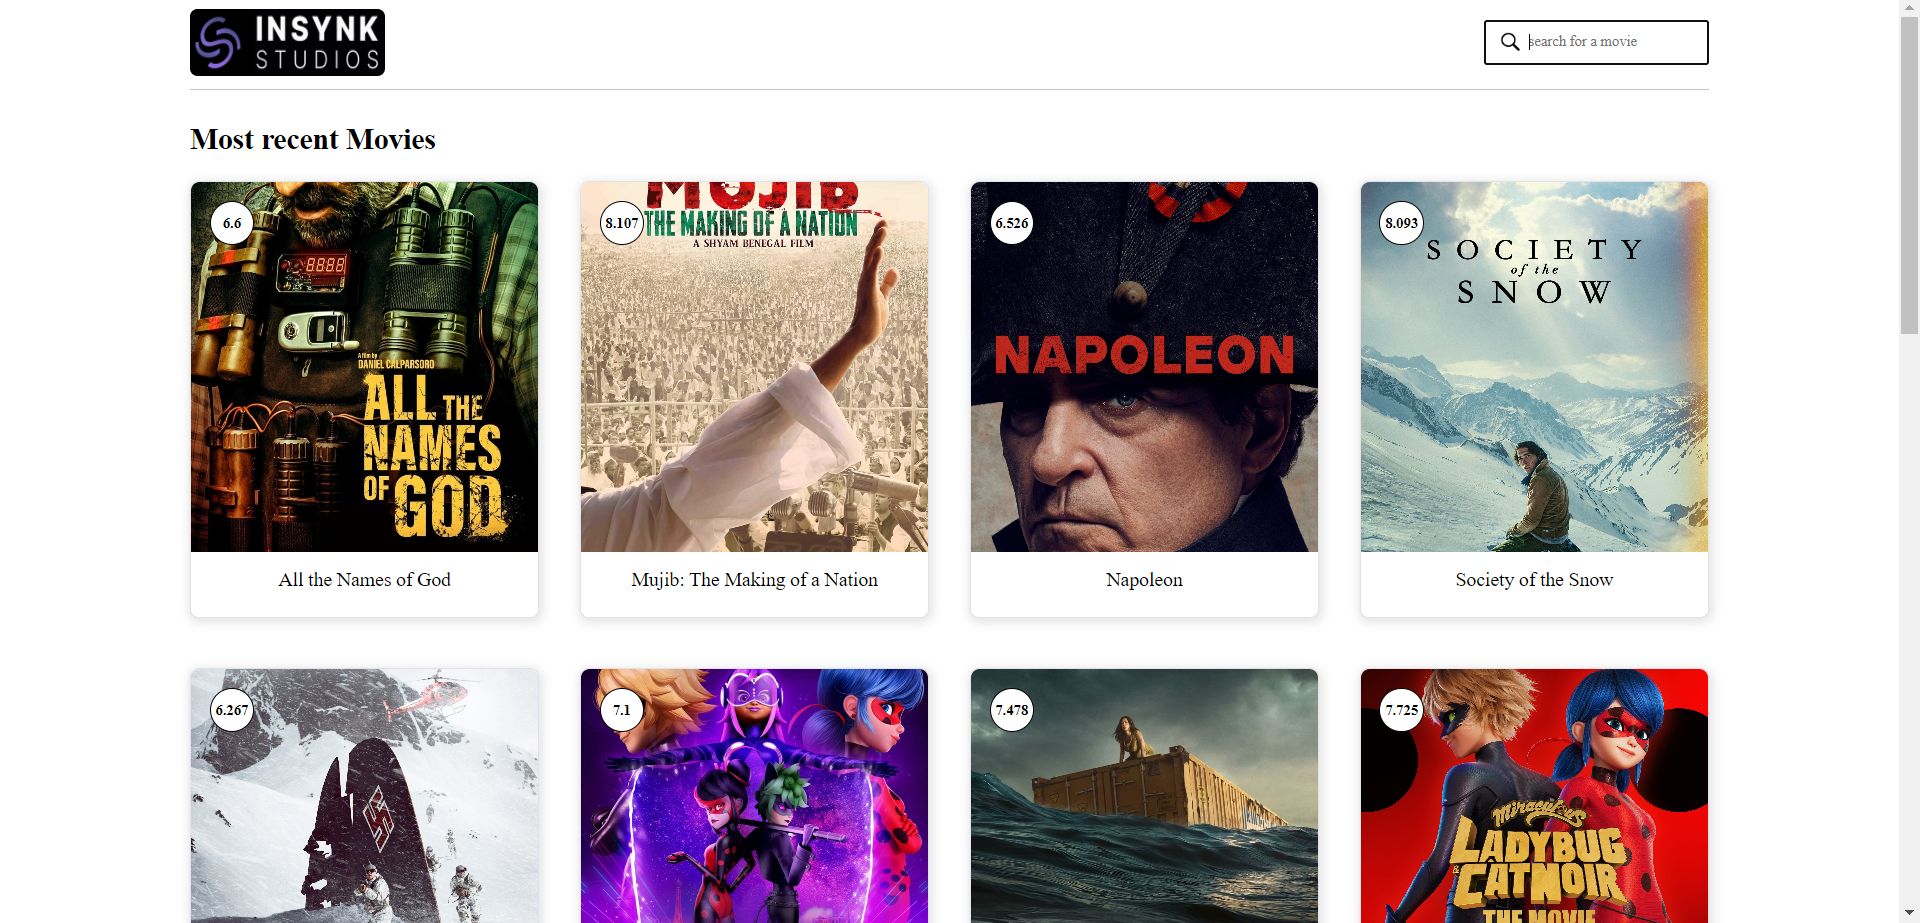 INSYNK
STUDIOS
search for a movie
Most recent Movies
6.6
8888
A film by
DANIEL CALPARSORO
ALL THE
NAMES
OF GOD
All the Names of God
8.107
MUJIB
THE MAKING OF A NATION
A SHYAM BENEGAL FILM
Mujib: The Making of a Nation
6.526
NAPOLEON
Napoleon
8.093
SOCIETY
of the
SNOW
Society of the Snow
6.267
7.1
7.478
7.725
Miraculous
LADYBUG
& CATNOIR
THE MOVIE